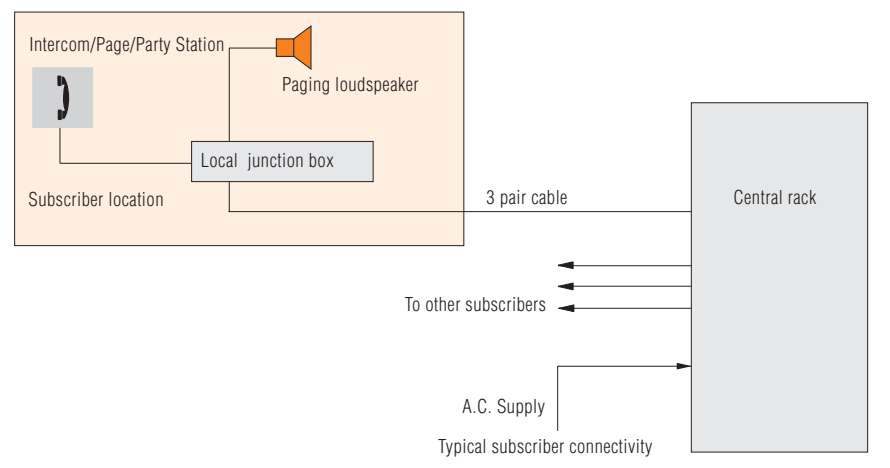 Intercom/Page/Party Station
Paging loudspeaker
Local junction box
Subscriber location
3 pair cable
Central rack
To other subscribers
A.C. Supply
Typical subscriber connectivity